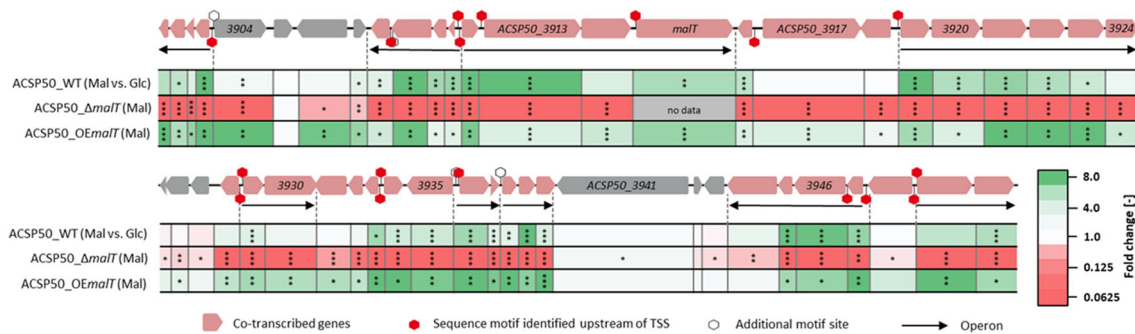 3904 ACSP50_3913 malT ACSP50_3917 3920 3924
ACSP50_WT (Mal vs. Glc)
ACSP50_ΔmalT (Mal) no data
ACSP50_OEmalT (Mal)
3930 3935 ACSP50_3941 3946
8.0
4.0
1.0
0.125
0.0625
Fold change [-]
ACSP50_WT (Mal vs. Glc)
ACSP50_ΔmalT (Mal)
ACSP50_OEmalT (Mal)
Co-transcribed genes Sequence motif identified upstream of TSS Additional motif site Operon